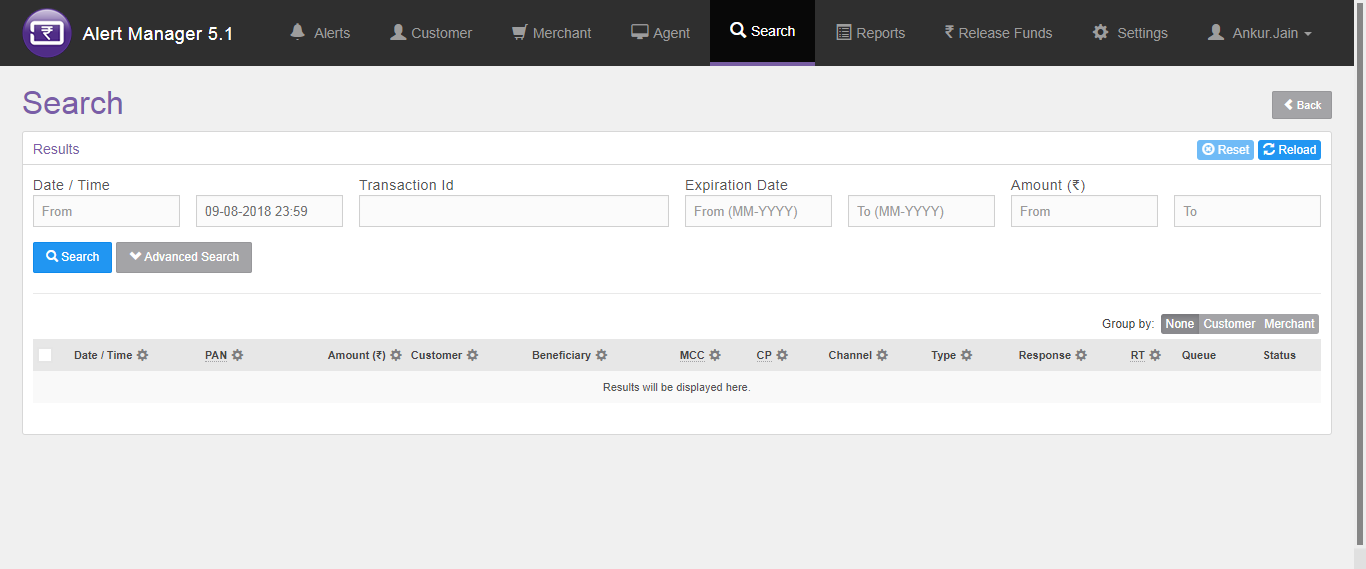 Alert Manager 5.1 Alerts Customer Merchant Agent Search Reports ₹ Release Funds Settings Ankur.Jain
Search
Back
Results
Reset Reload
Date / Time Transaction Id Expiration Date Amount (₹)
From 09-08-2018 23:59 From (MM-YYYY) To (MM-YYYY) From To
Search Advanced Search
Group by: None Customer Merchant
Date / Time PAN Amount (₹) Customer Beneficiary MCC CP Channel Type Response RT Queue Status
Results will be displayed here.